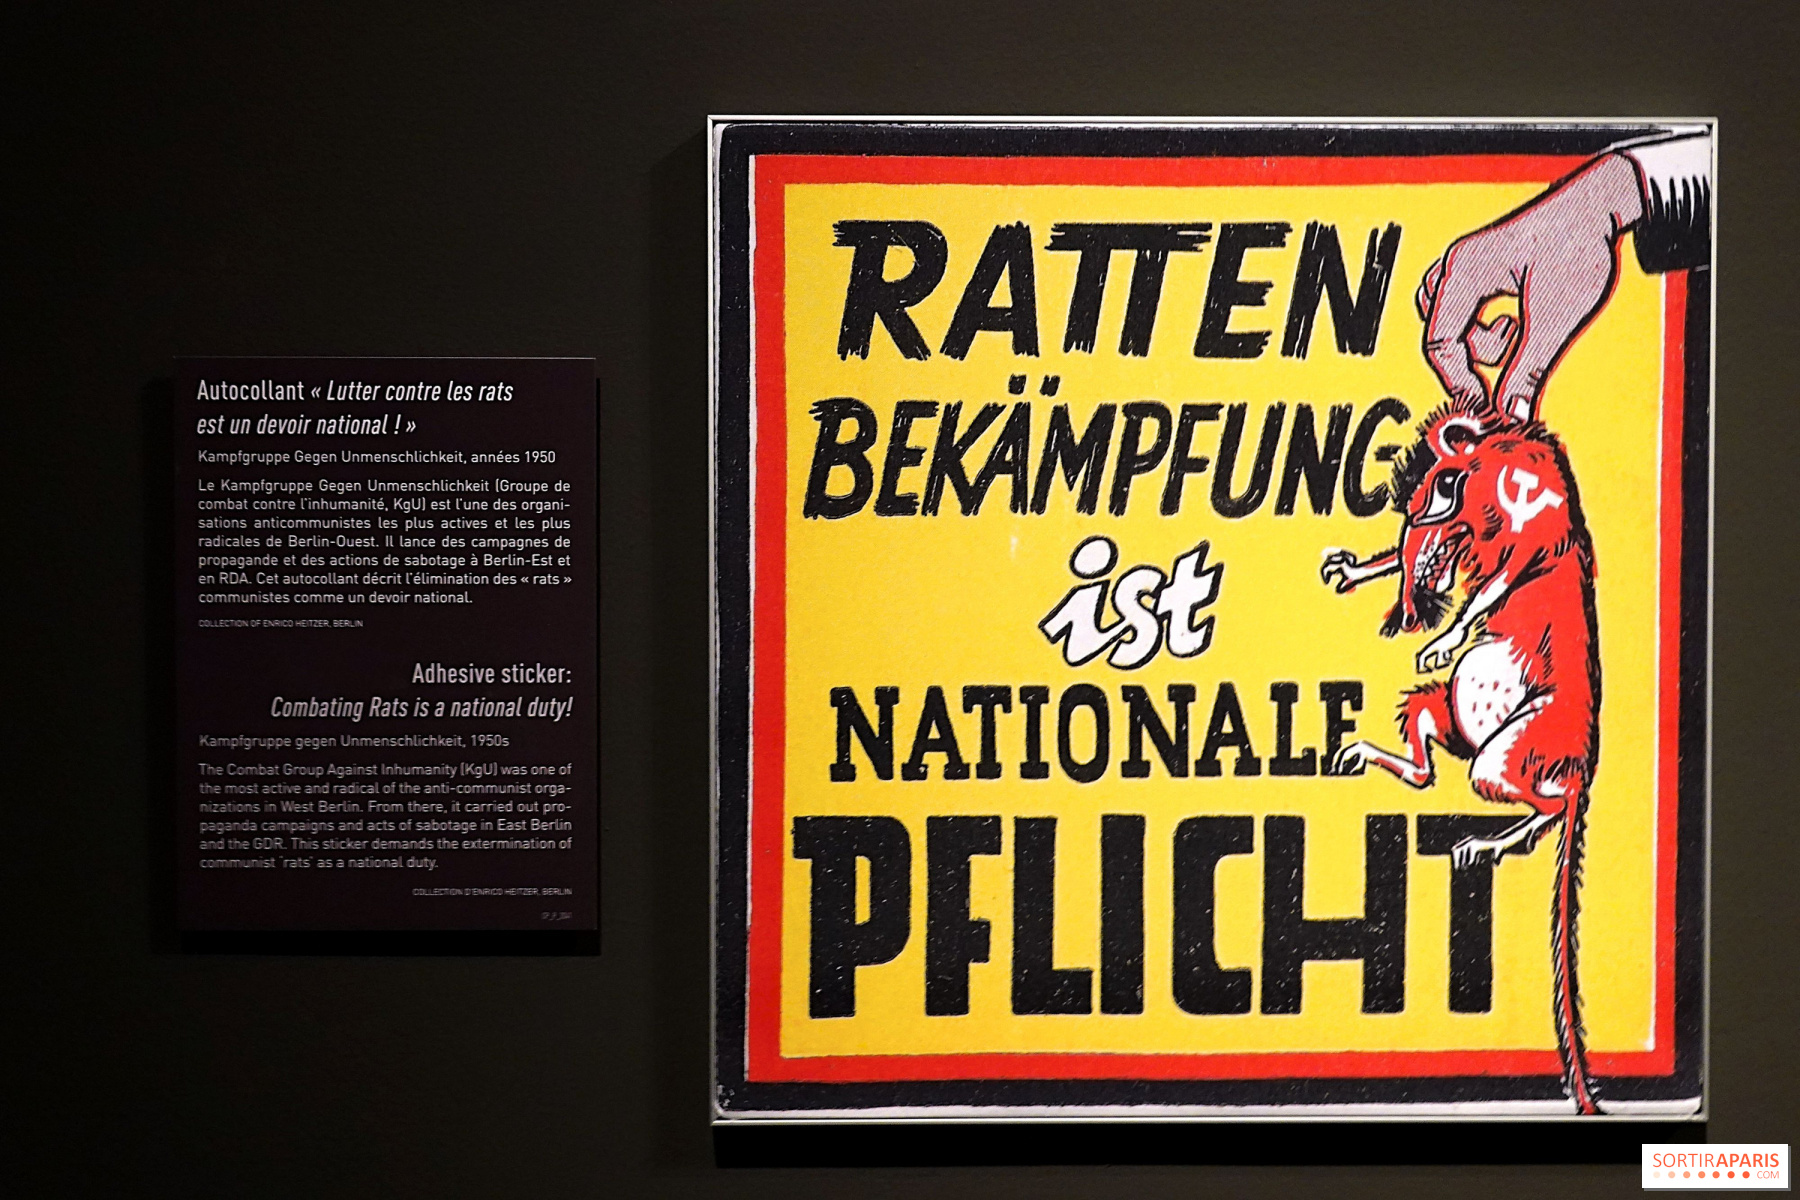 Autocollant « Lutter contre les rats
est un devoir national ! »
Kampfgruppe Gegen Unmenschlichkeit, années 1950
Le Kampfgruppe Gegen Unmenschlichkeit (Groupe de
combat contre l'inhumanité, KgU) est l'une des organi-
sations anticommunistes les plus actives et les plus
radicales de Berlin-Ouest. Il lance des campagnes de
propagande et des actions de sabotage à Berlin-Est et
en RDA. Cet autocollant décrit l'élimination des « rats »
communistes comme un devoir national.
COLLECTION OF ENRICO HEITZER, BERLIN
Adhesive sticker:
Combating Rats is a national duty!
Kampfgruppe gegen Unmenschlichkeit, 1950s
The Combat Group Against Inhumanity (KgU) was one of
the most active and radical of the anti-communist orga-
nizations in West Berlin. From there, it carried out pro-
paganda campaigns and acts of sabotage in East Berlin
and the GDR. This sticker demands the extermination of
communist 'rats' as a national duty.
COLLECTION D'ENRICO HEITZER, BERLIN
RATTEN
BEKÄMPFUNG
ist
NATIONALE
PFLICHT
SORTIRAPARIS
.COM